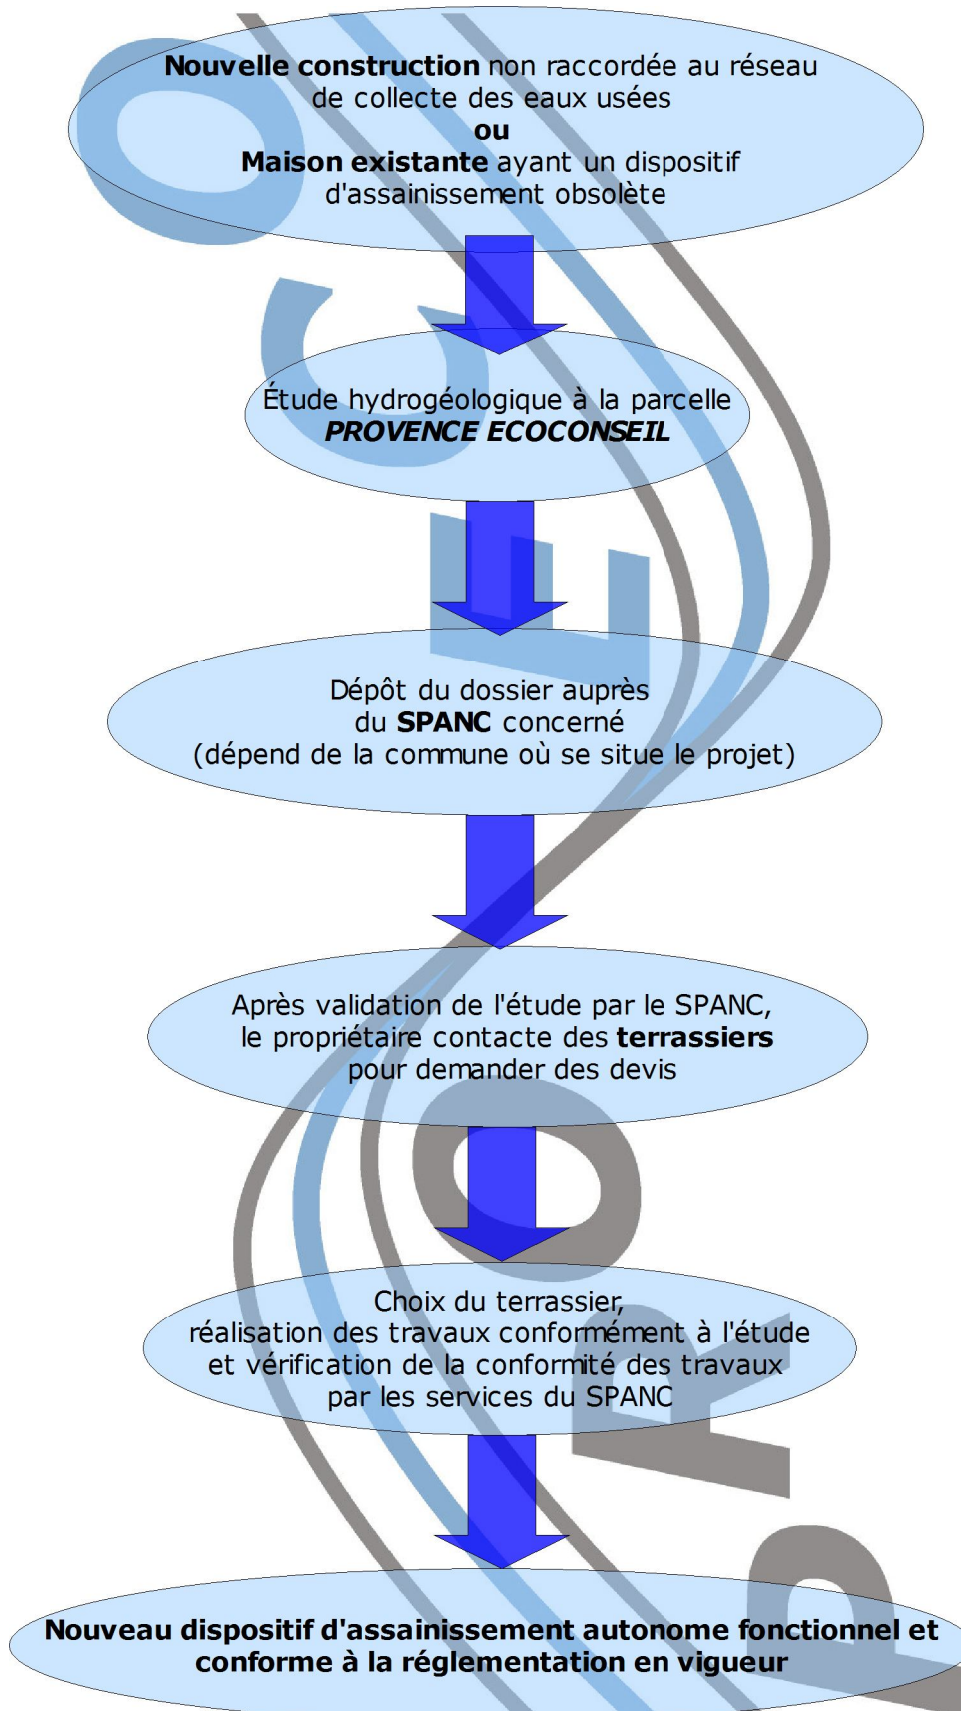 Nouvelle construction non raccordée au réseau
de collecte des eaux usées
ou
Maison existante ayant un dispositif
d'assainissement obsolète
Étude hydrogéologique à la parcelle
PROVENCE ECOCONSEIL
Dépôt du dossier auprès
du SPANC concerné
(dépend de la commune où se situe le projet)
Après validation de l'étude par le SPANC,
le propriétaire contacte des terrassiers
pour demander des devis
Choix du terrassier,
réalisation des travaux conformément à l'étude
et vérification de la conformité des travaux
par les services du SPANC
Nouveau dispositif d'assainissement autonome fonctionnel et
conforme à la réglementation en vigueur
PRO ECO